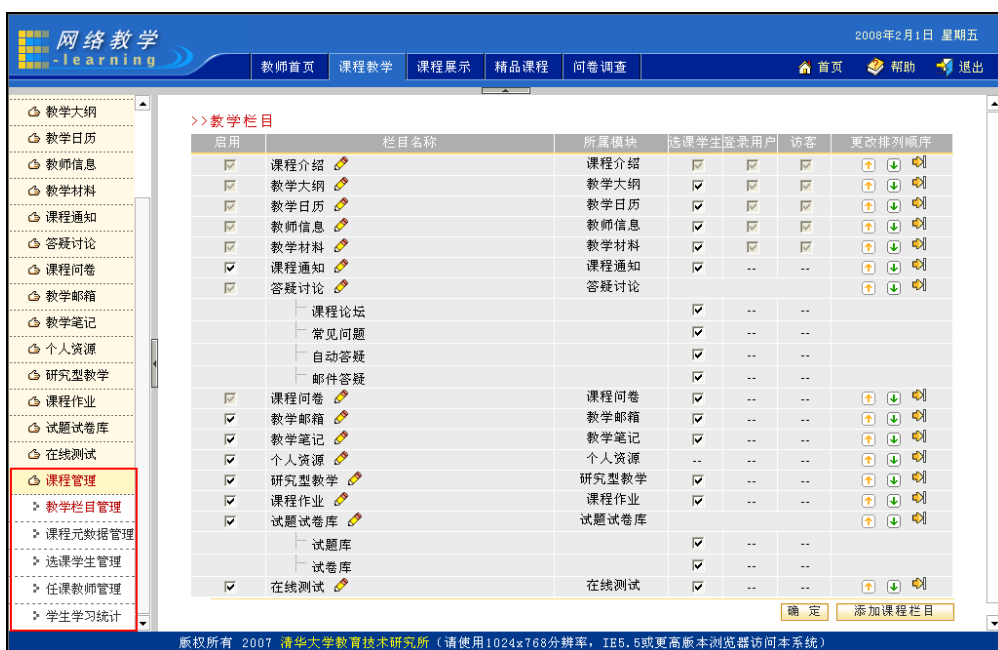 网络教学
-learning
2008年2月1日 星期五
教师首页 课程教学 课程展示 精品课程 问卷调查 首页 帮助 退出
教学大纲
教学日历
教师信息
教学材料
课程通知
答疑讨论
课程问卷
教学邮箱
教学笔记
个人资源
研究型教学
课程作业
试题试卷库
在线测试
课程管理
教学栏目管理
课程元数据管理
选课学生管理
任课教师管理
学生学习统计
>>教学栏目
启用 栏目名称 所属模块 选课学生 登录用户 访客 更改排列顺序
课程介绍 课程介绍
教学大纲 教学大纲
教学日历 教学日历
教师信息 教师信息
教学材料 教学材料
课程通知 课程通知 -- --
答疑讨论 答疑讨论
课程论坛 -- --
常见问题 -- --
自动答疑 -- --
邮件答疑 -- --
课程问卷 课程问卷 -- --
教学邮箱 教学邮箱 -- --
教学笔记 教学笔记 -- --
个人资源 个人资源 -- -- --
研究型教学 研究型教学 -- --
课程作业 课程作业 -- --
试题试卷库 试题试卷库
试题库 -- --
试卷库 -- --
在线测试 在线测试 -- --
确 定 添加课程栏目
版权所有 2007 清华大学教育技术研究所(请使用1024x768分辨率, IE5.5或更高版本浏览器访问本系统)